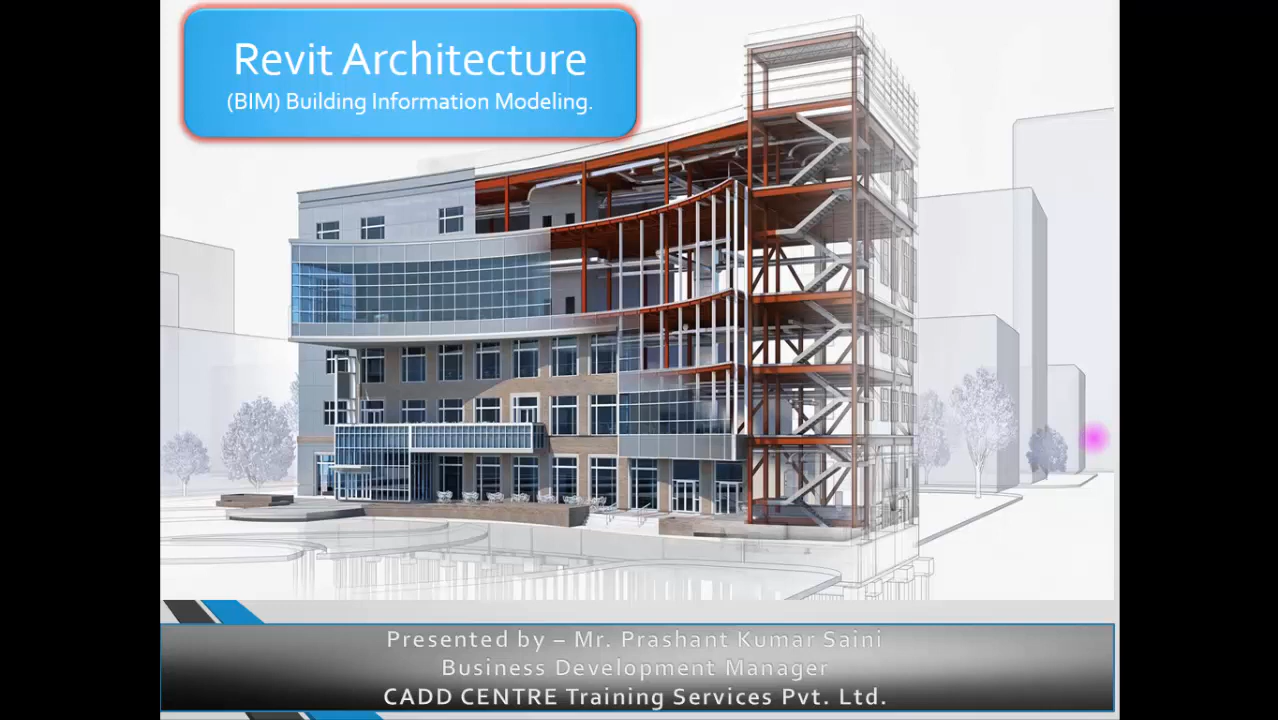 Revit Architecture
(BIM) Building Information Modeling.
Presented by – Mr. Prashant Kumar Saini
Business Development Manager
CADD CENTRE Training Services Pvt. Ltd.